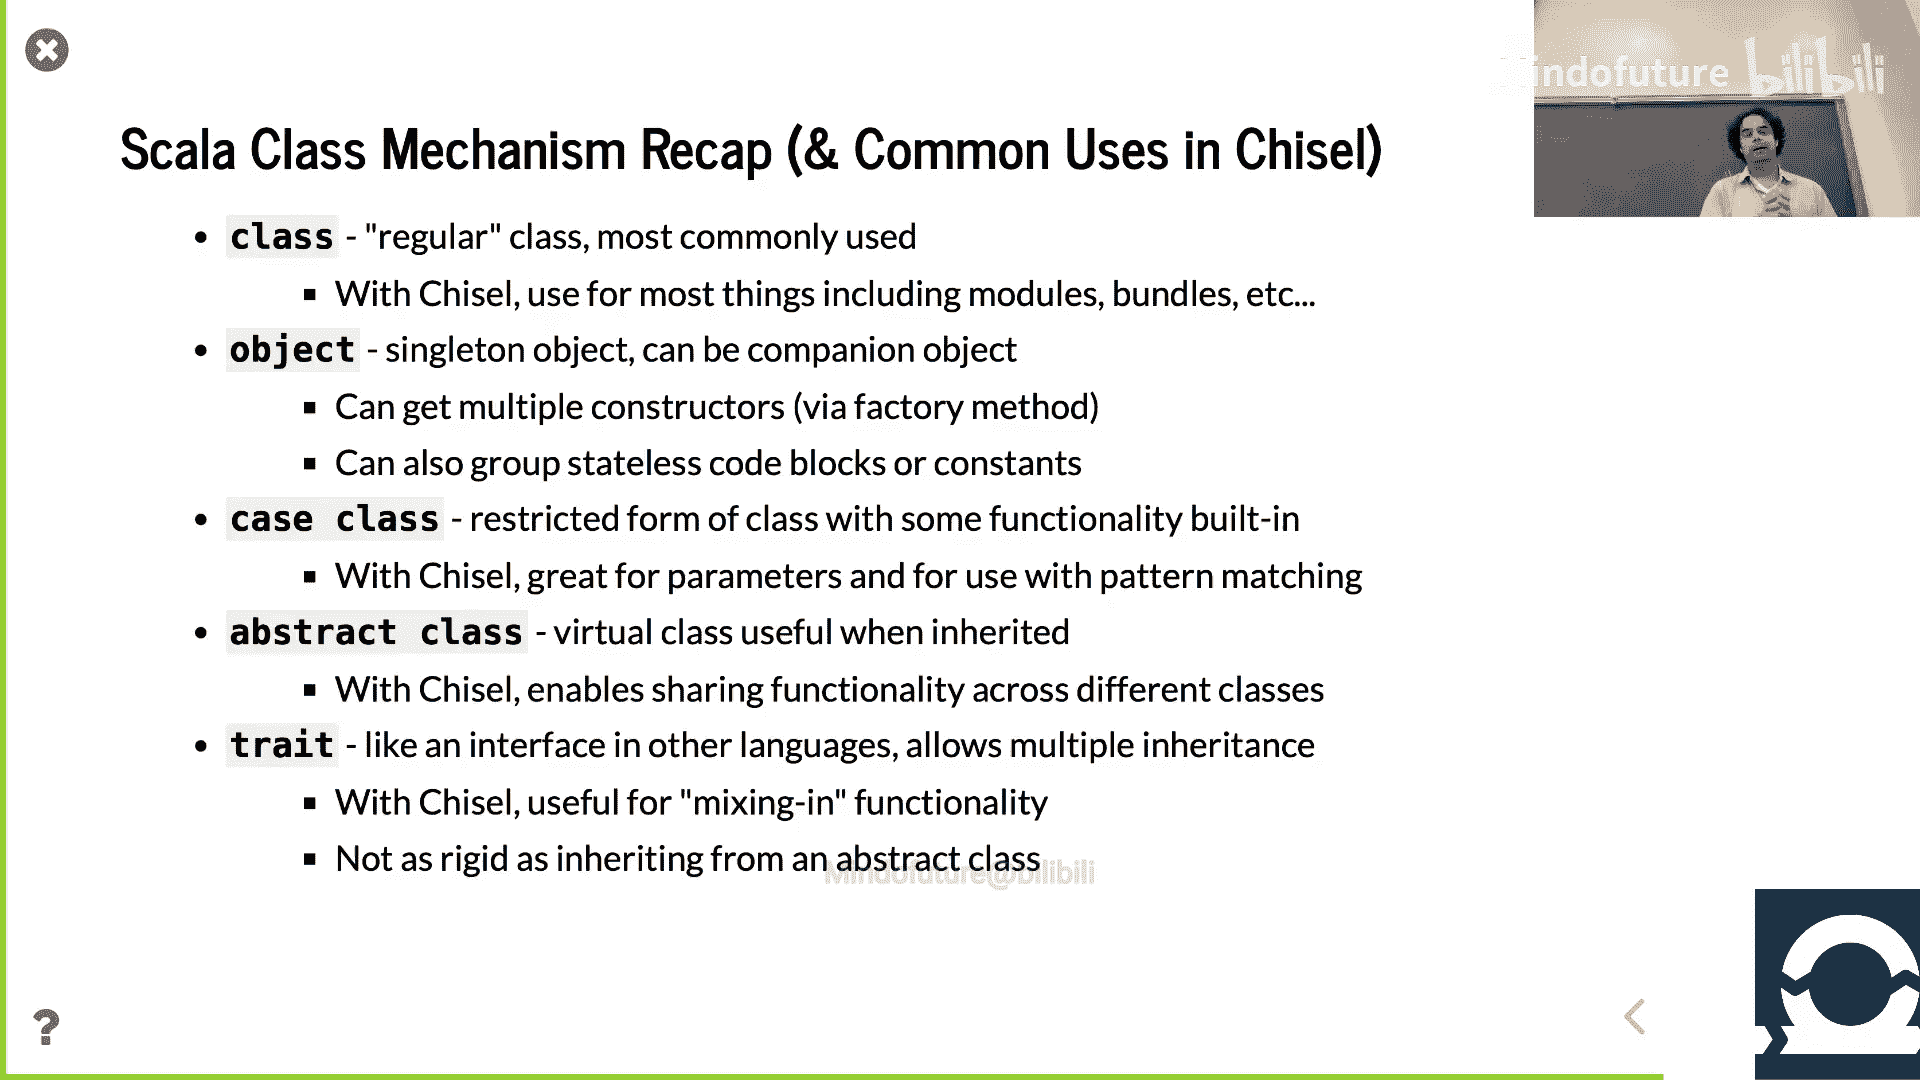 indofuture bilibili
Scala Class Mechanism Recap (& Common Uses in Chisel)
• class - "regular" class, most commonly used
▪ With Chisel, use for most things including modules, bundles, etc...
• object - singleton object, can be companion object
▪ Can get multiple constructors (via factory method)
▪ Can also group stateless code blocks or constants
• case class - restricted form of class with some functionality built-in
▪ With Chisel, great for parameters and for use with pattern matching
• abstract class - virtual class useful when inherited
▪ With Chisel, enables sharing functionality across different classes
• trait - like an interface in other languages, allows multiple inheritance
▪ With Chisel, useful for "mixing-in" functionality
▪ Not as rigid as inheriting from an abstract class
Mindofuture@bilibili
?